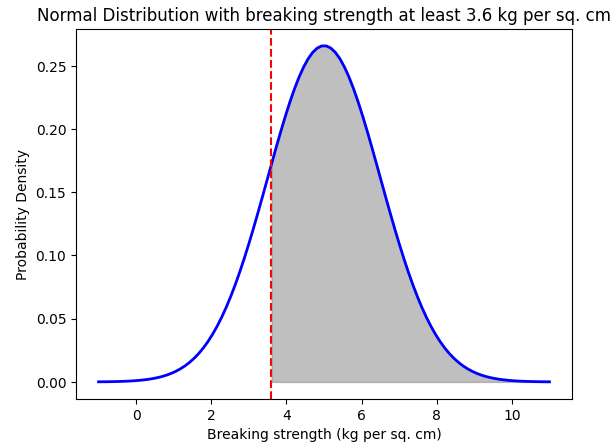 Normal Distribution with breaking strength at least 3.6 kg per sq. cm
0.25
0.20
0.15
0.10
0.05
0.00
Probability Density
0 2 4 6 8 10
Breaking strength (kg per sq. cm)